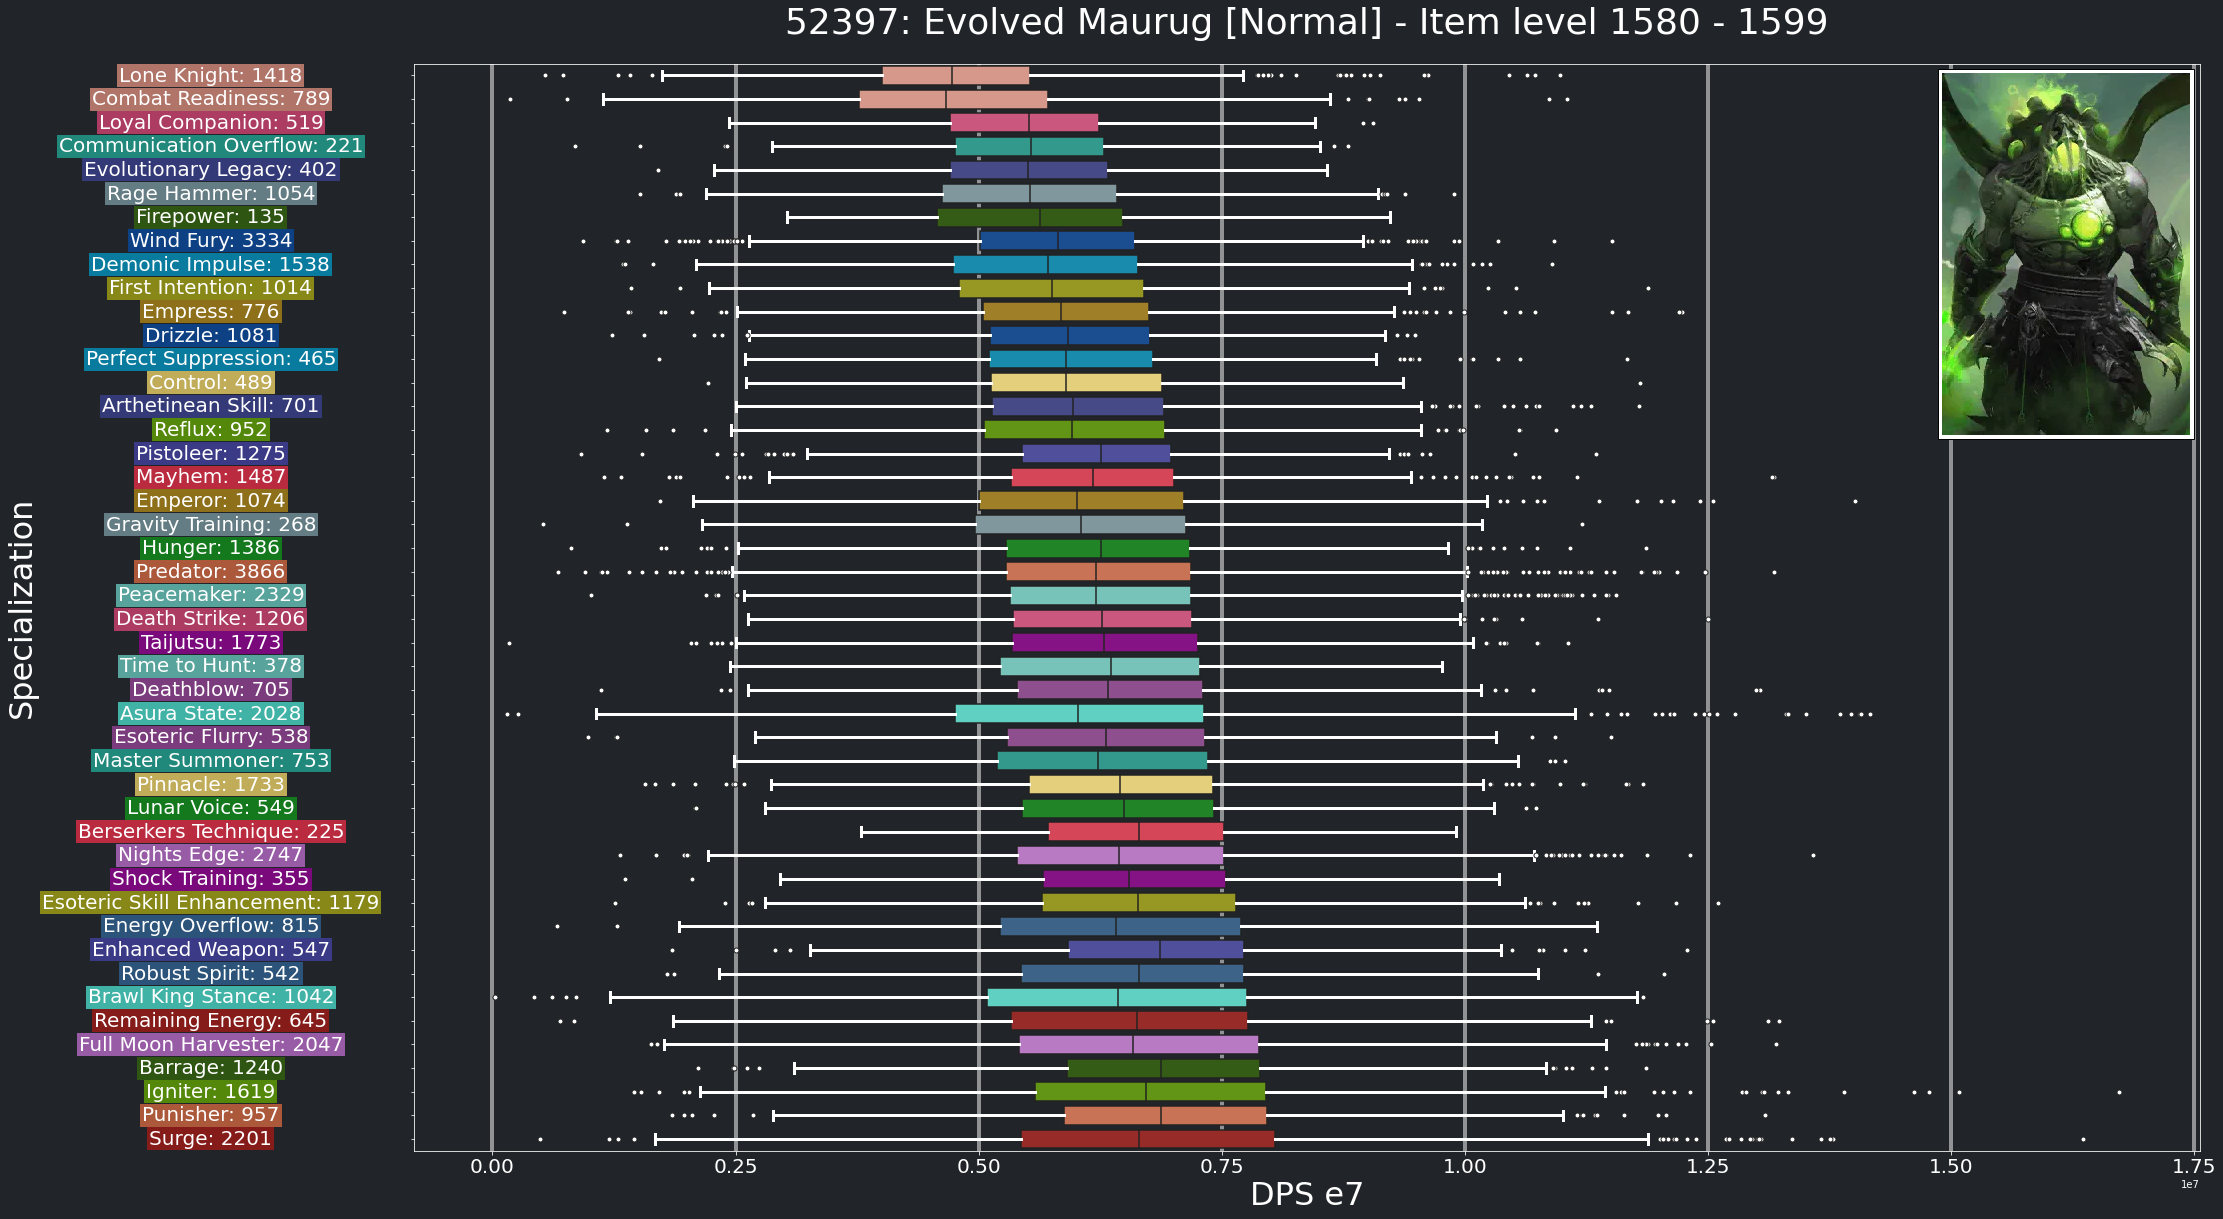 52397: Evolved Maurug [Normal] - Item level 1580 - 1599
Specialization
Lone Knight: 1418
Combat Readiness: 789
Loyal Companion: 519
Communication Overflow: 221
Evolutionary Legacy: 402
Rage Hammer: 1054
Firepower: 135
Wind Fury: 3334
Demonic Impulse: 1538
First Intention: 1014
Empress: 776
Drizzle: 1081
Perfect Suppression: 465
Control: 489
Arthetinean Skill: 701
Reflux: 952
Pistoleer: 1275
Mayhem: 1487
Emperor: 1074
Gravity Training: 268
Hunger: 1386
Predator: 3866
Peacemaker: 2329
Death Strike: 1206
Taijutsu: 1773
Time to Hunt: 378
Deathblow: 705
Asura State: 2028
Esoteric Flurry: 538
Master Summoner: 753
Pinnacle: 1733
Lunar Voice: 549
Berserkers Technique: 225
Nights Edge: 2747
Shock Training: 355
Esoteric Skill Enhancement: 1179
Energy Overflow: 815
Enhanced Weapon: 547
Robust Spirit: 542
Brawl King Stance: 1042
Remaining Energy: 645
Full Moon Harvester: 2047
Barrage: 1240
Igniter: 1619
Punisher: 957
Surge: 2201
0.00 0.25 0.50 0.75 1.00 1.25 1.50 1.75
1e7
DPS e7